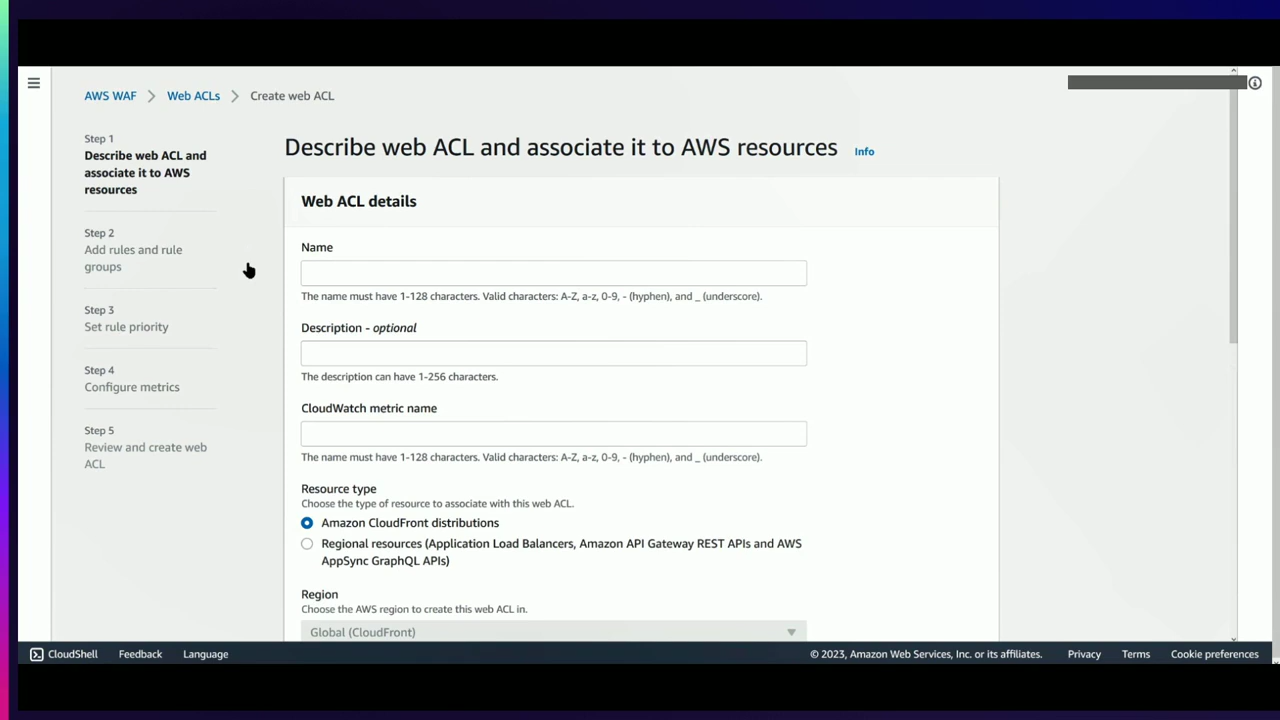 AWS WAF > Web ACLs > Create web ACL
Step 1
Describe web ACL and
associate it to AWS
resources
Step 2
Add rules and rule
groups
Step 3
Set rule priority
Step 4
Configure metrics
Step 5
Review and create web
ACL
Describe web ACL and associate it to AWS resources Info
Web ACL details
Name
The name must have 1-128 characters. Valid characters: A-Z, a-z, 0-9, - (hyphen), and _ (underscore).
Description - optional
The description can have 1-256 characters.
CloudWatch metric name
The name must have 1-128 characters. Valid characters: A-Z, a-z, 0-9, - (hyphen), and _ (underscore).
Resource type
Choose the type of resource to associate with this web ACL.
Amazon CloudFront distributions
Regional resources (Application Load Balancers, Amazon API Gateway REST APIs and AWS
AppSync GraphQL APIs)
Region
Choose the AWS region to create this web ACL in.
Global (CloudFront)
CloudShell Feedback Language © 2023, Amazon Web Services, Inc. or its affiliates. Privacy Terms Cookie preferences